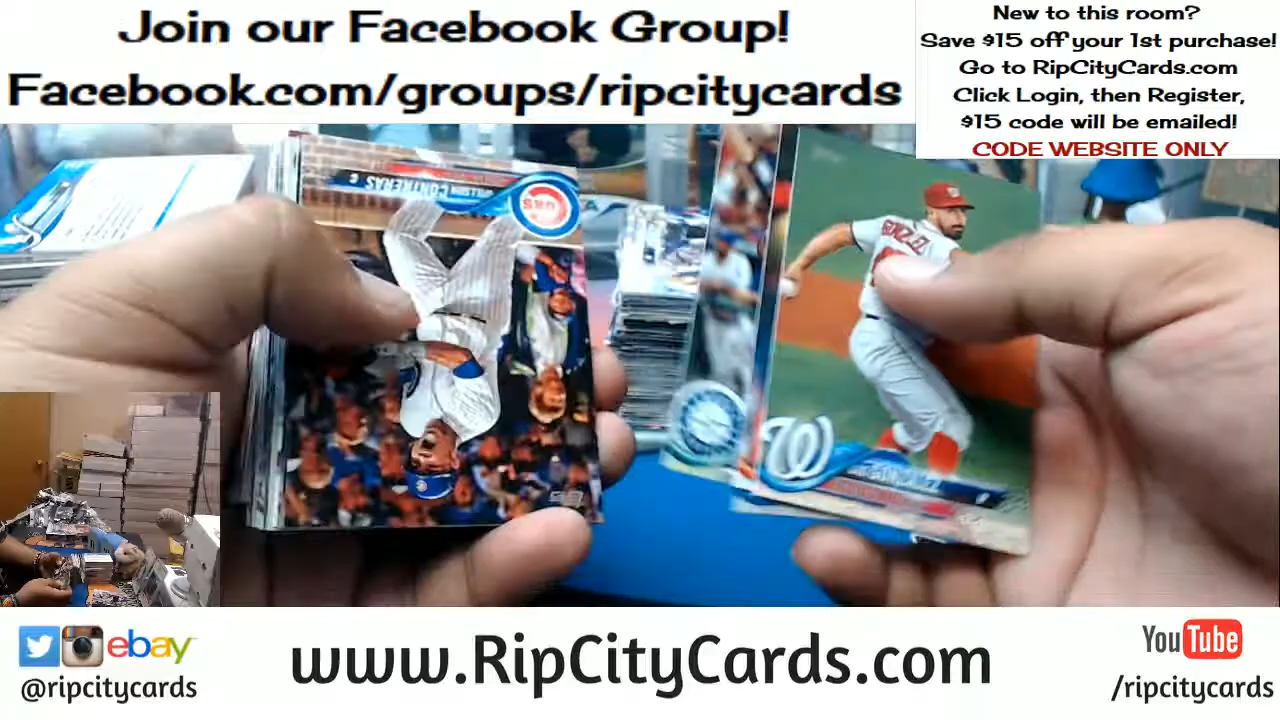 Join our Facebook Group!
Facebook.com/groups/ripcitycards
New to this room?
Save $15 off your 1st purchase!
Go to RipCityCards.com
Click Login, then Register,
$15 code will be emailed!
CODE WEBSITE ONLY
WILLSON CONTRERAS C
CUBS
GONZALEZ
W
ebay
@ripcitycards
www.RipCityCards.com
YouTube
/ripcitycards